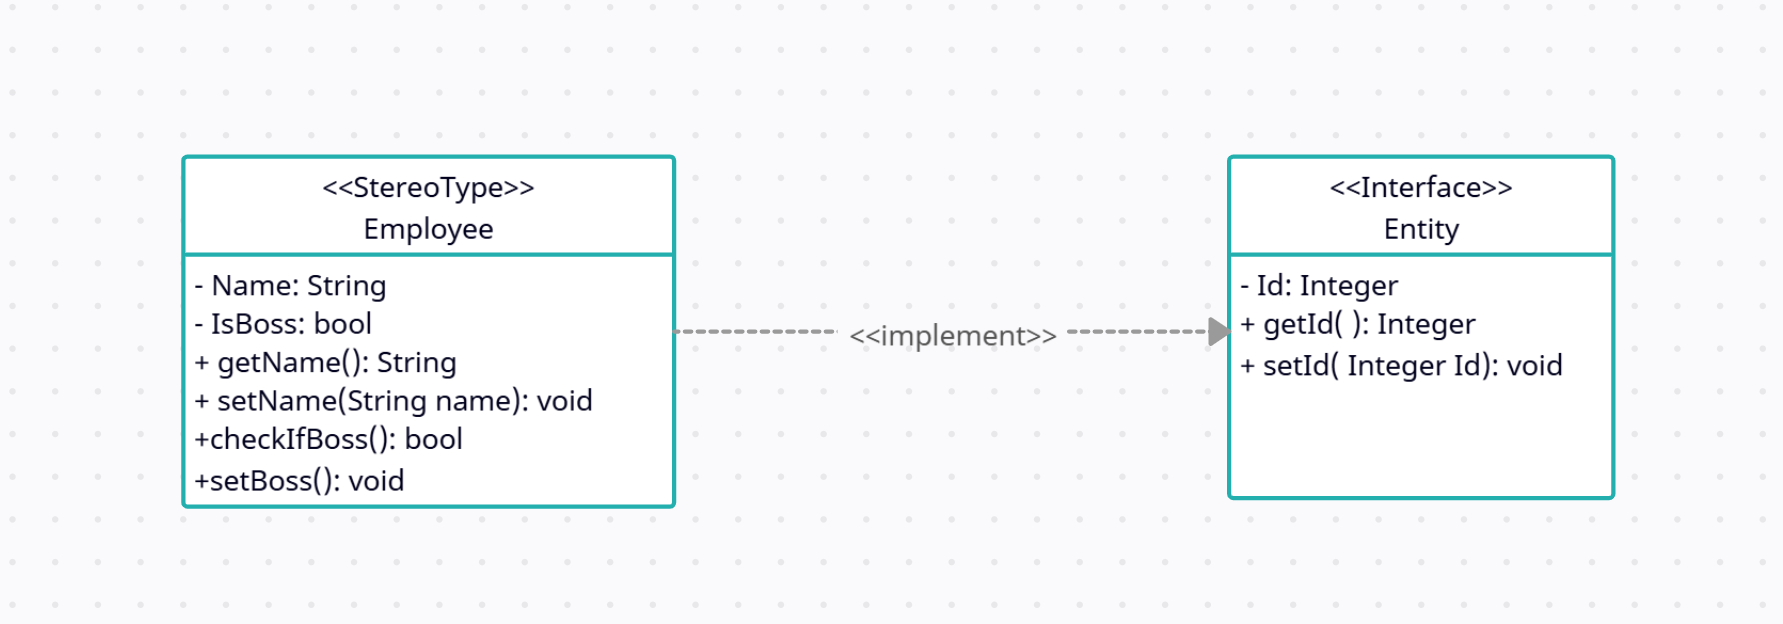 <<StereoType>>
Employee
- Name: String
- IsBoss: bool
+ getName(): String
+ setName(String name): void
+checkIfBoss(): bool
+setBoss(): void
<<implement>>
<<Interface>>
Entity
- Id: Integer
+ getId( ): Integer
+ setId( Integer Id): void